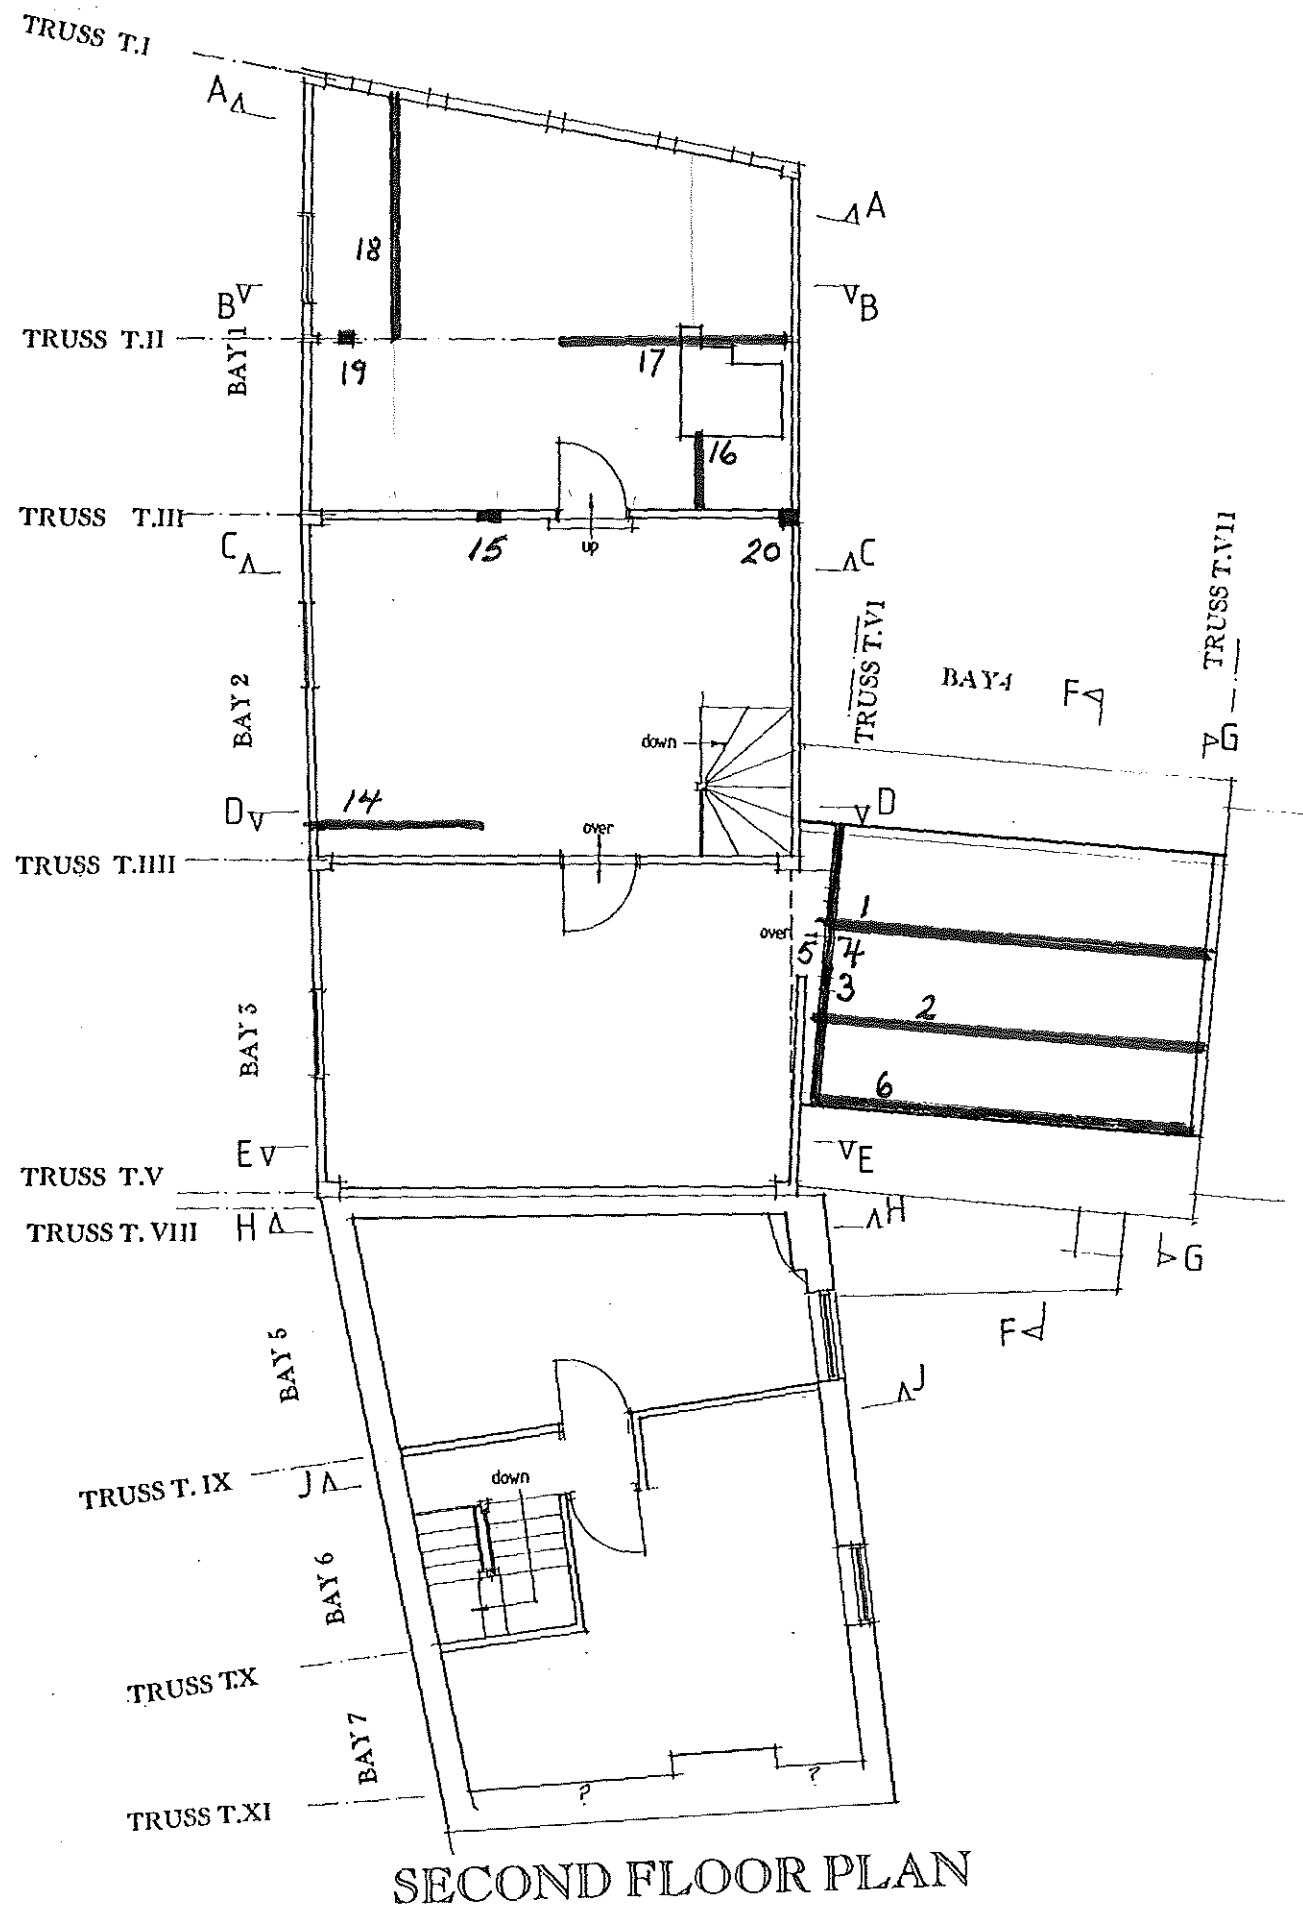 TRUSS T.I
A
A
18
B
B
TRUSS T.II
BAY 1
19
17
16
TRUSS T.III
15
up
20
C
C
TRUSS T.VI
TRUSS T.VII
BAY 4
F
G
BAY 2
down
D
14
D
over
TRUSS T.IIII
1
over
5 4
3
2
6
BAY 3
E
E
TRUSS T.V
TRUSS T. VIII
H
H
G
F
BAY 5
J
TRUSS T. IX
J
down
BAY 6
TRUSS T.X
BAY 7
?
?
TRUSS T.XI
SECOND FLOOR PLAN